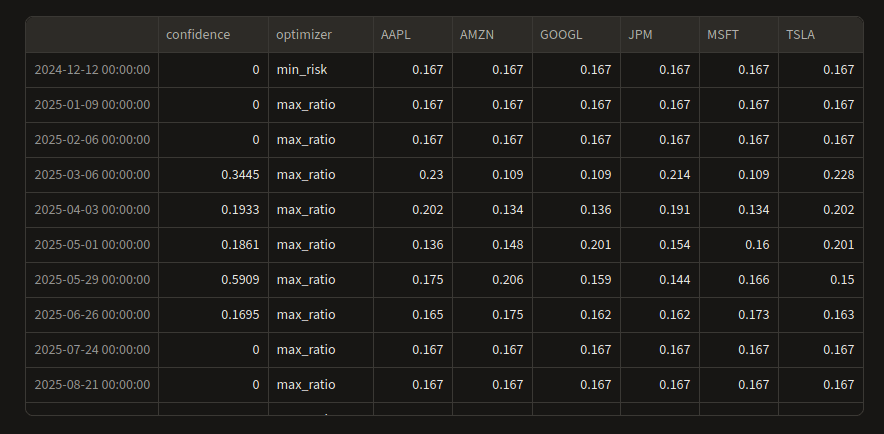 confidence optimizer AAPL AMZN GOOGL JPM MSFT TSLA
2024-12-12 00:00:00 0 min_risk 0.167 0.167 0.167 0.167 0.167 0.167
2025-01-09 00:00:00 0 max_ratio 0.167 0.167 0.167 0.167 0.167 0.167
2025-02-06 00:00:00 0 max_ratio 0.167 0.167 0.167 0.167 0.167 0.167
2025-03-06 00:00:00 0.3445 max_ratio 0.23 0.109 0.109 0.214 0.109 0.228
2025-04-03 00:00:00 0.1933 max_ratio 0.202 0.134 0.136 0.191 0.134 0.202
2025-05-01 00:00:00 0.1861 max_ratio 0.136 0.148 0.201 0.154 0.16 0.201
2025-05-29 00:00:00 0.5909 max_ratio 0.175 0.206 0.159 0.144 0.166 0.15
2025-06-26 00:00:00 0.1695 max_ratio 0.165 0.175 0.162 0.162 0.173 0.163
2025-07-24 00:00:00 0 max_ratio 0.167 0.167 0.167 0.167 0.167 0.167
2025-08-21 00:00:00 0 max_ratio 0.167 0.167 0.167 0.167 0.167 0.167